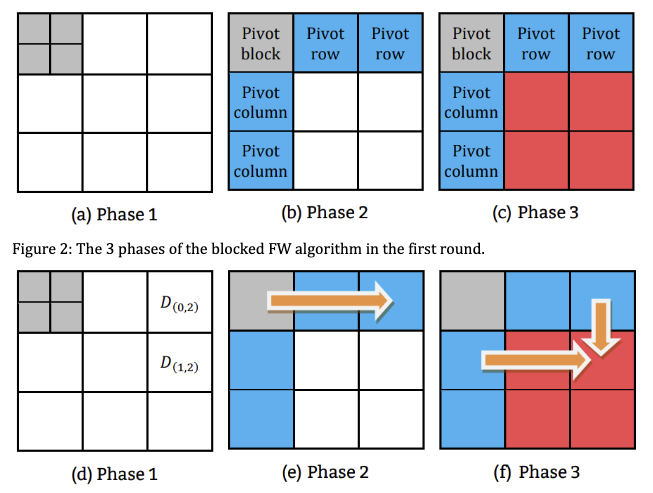 Pivot block Pivot row Pivot row Pivot block Pivot row Pivot row
Pivot column Pivot column
Pivot column Pivot column
(a) Phase 1 (b) Phase 2 (c) Phase 3
Figure 2: The 3 phases of the blocked FW algorithm in the first round.
D(0,2)
D(1,2)
(d) Phase 1 (e) Phase 2 (f) Phase 3